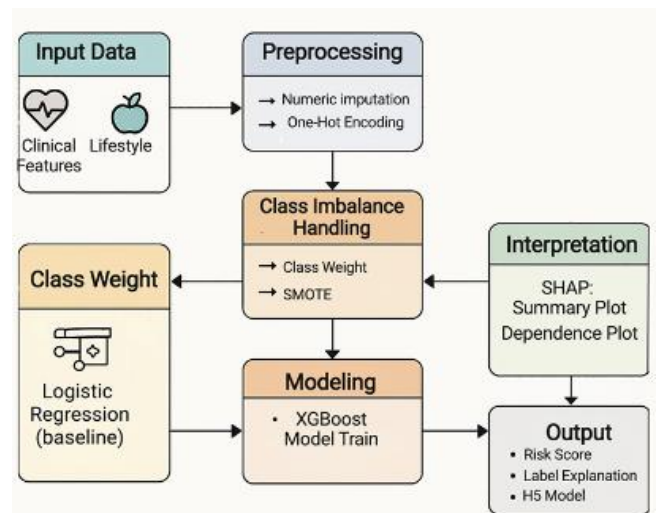 Input Data
Clinical
Features
Lifestyle
Preprocessing
→ Numeric imputation
→ One-Hot Encoding
Class Imbalance
Handling
→ Class Weight
→ SMOTE
Interpretation
SHAP:
Summary Plot
Dependence Plot
Class Weight
Logistic
Regression
(baseline)
Modeling
• XGBoost
Model Train
Output
• Risk Score
• Label Explanation
• H5 Model